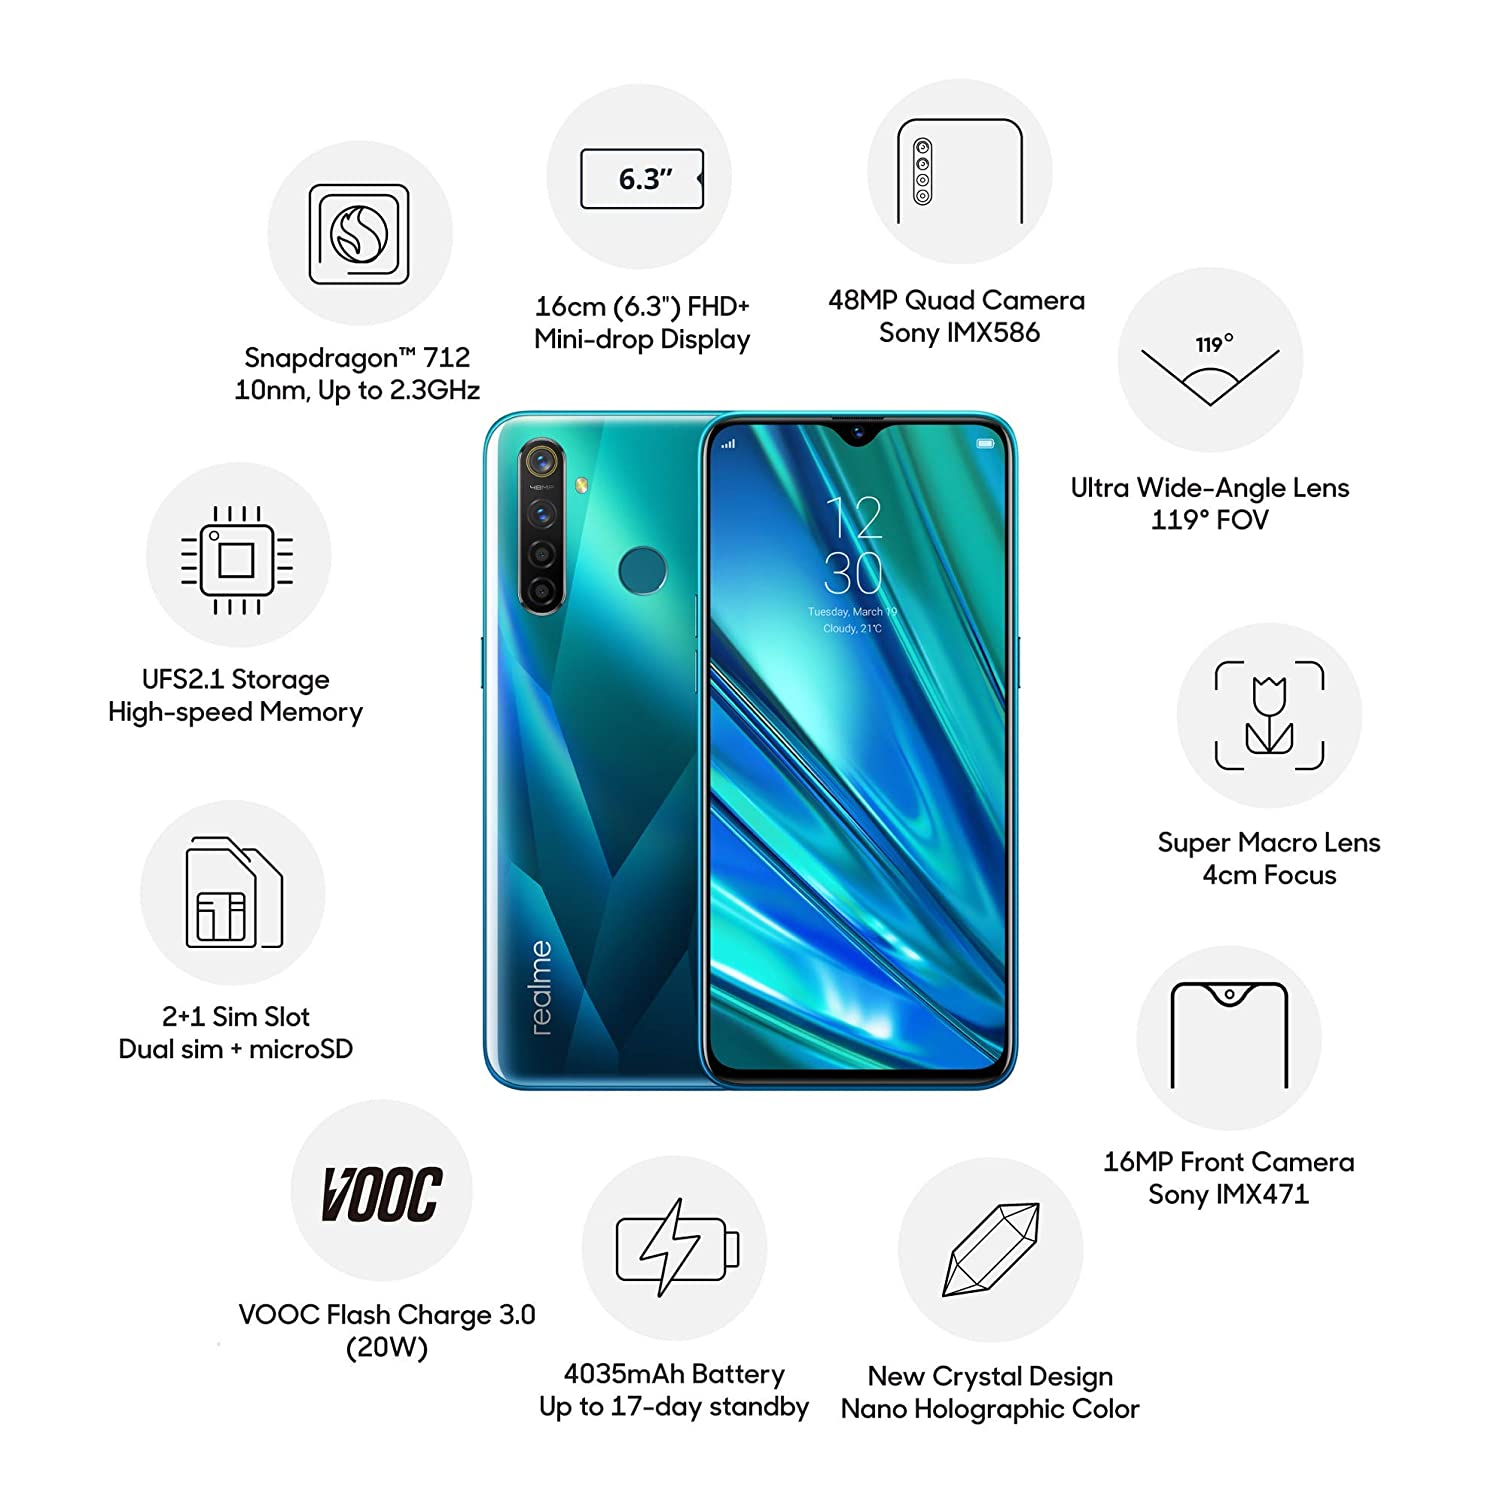 6.3”
16cm (6.3") FHD+
Mini-drop Display
48MP Quad Camera
Sony IMX586
Snapdragon™ 712
10nm, Up to 2.3GHz
119°
Ultra Wide-Angle Lens
119° FOV
48MP
12
30
Tuesday, March 19
Cloudy, 21°C
realme
UFS2.1 Storage
High-speed Memory
Super Macro Lens
4cm Focus
2+1 Sim Slot
Dual sim + microSD
16MP Front Camera
Sony IMX471
VOOC
VOOC Flash Charge 3.0
(20W)
4035mAh Battery
Up to 17-day standby
New Crystal Design
Nano Holographic Color